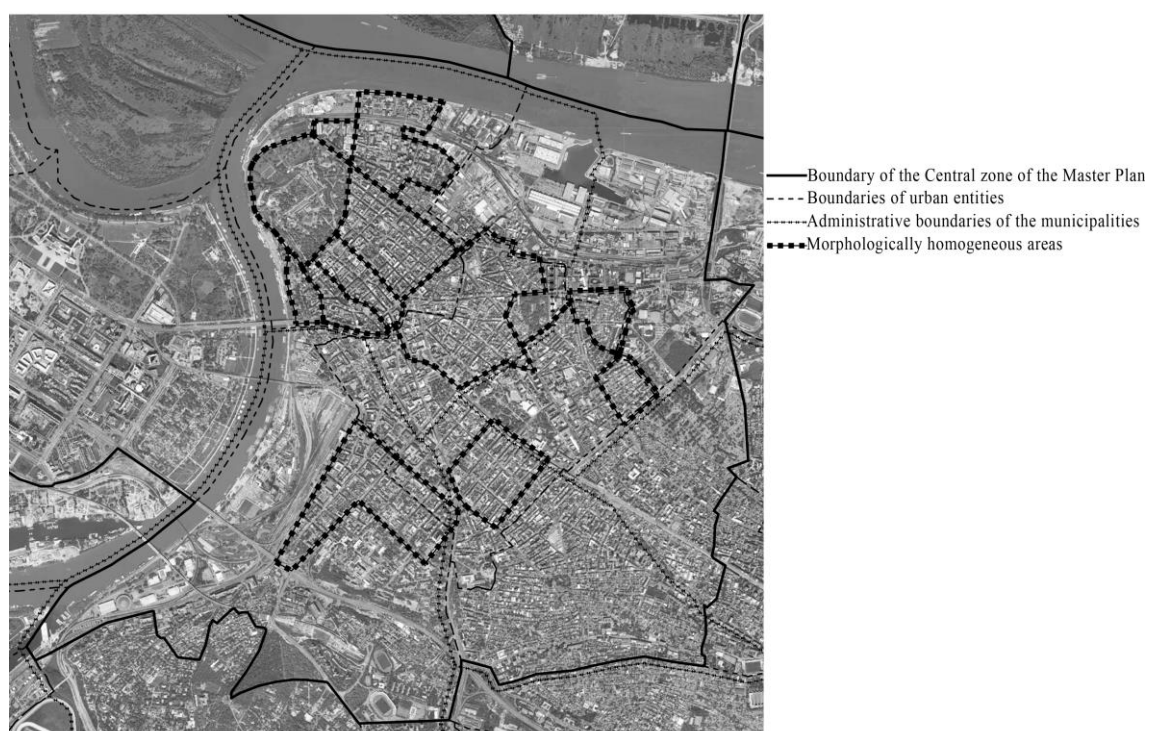 Boundary of the Central zone of the Master Plan
Boundaries of urban entities
Administrative boundaries of the municipalities
Morphologically homogeneous areas